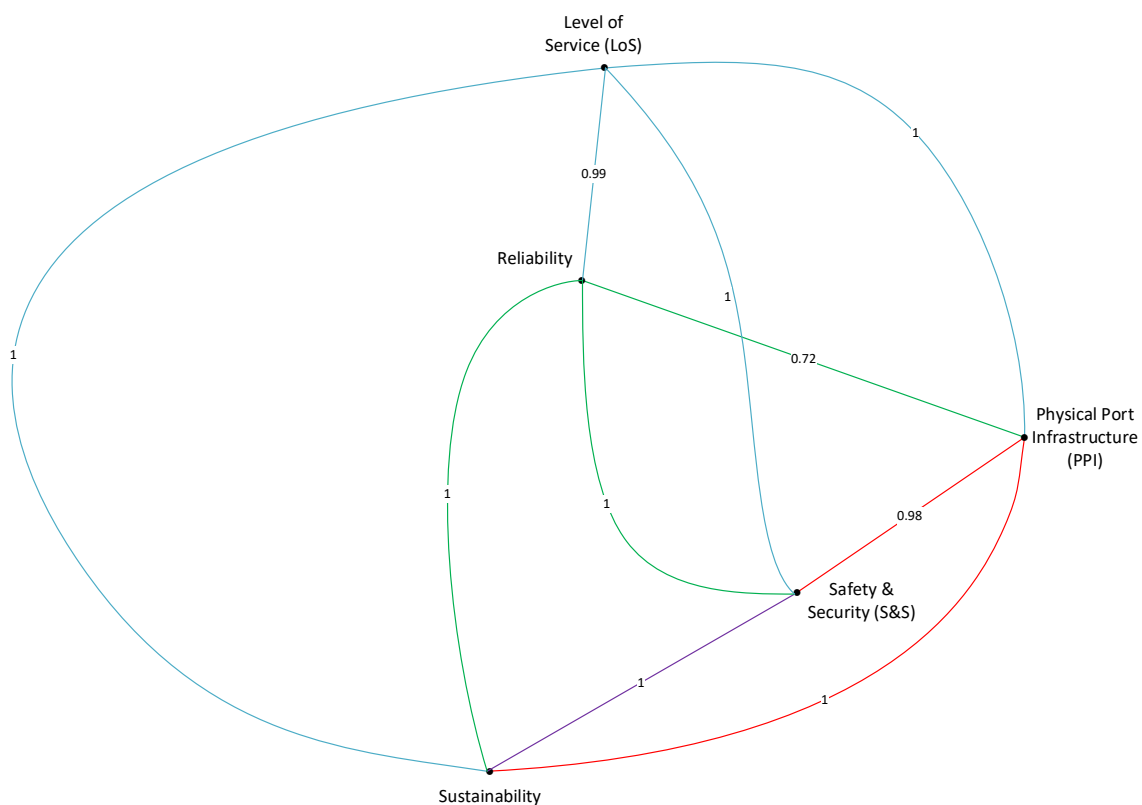 Level of
Service (LoS)
1
0.99
Reliability
1
1
0.72
Physical Port
Infrastructure
(PPI)
1
1
0.98
Safety &
Security (S&S)
1
1
Sustainability